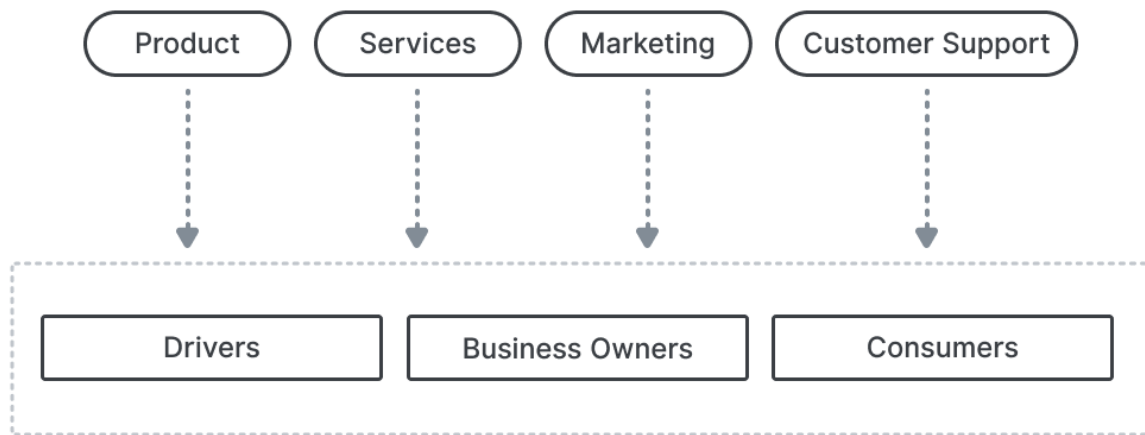 Product
Services
Marketing
Customer Support
Drivers
Business Owners
Consumers